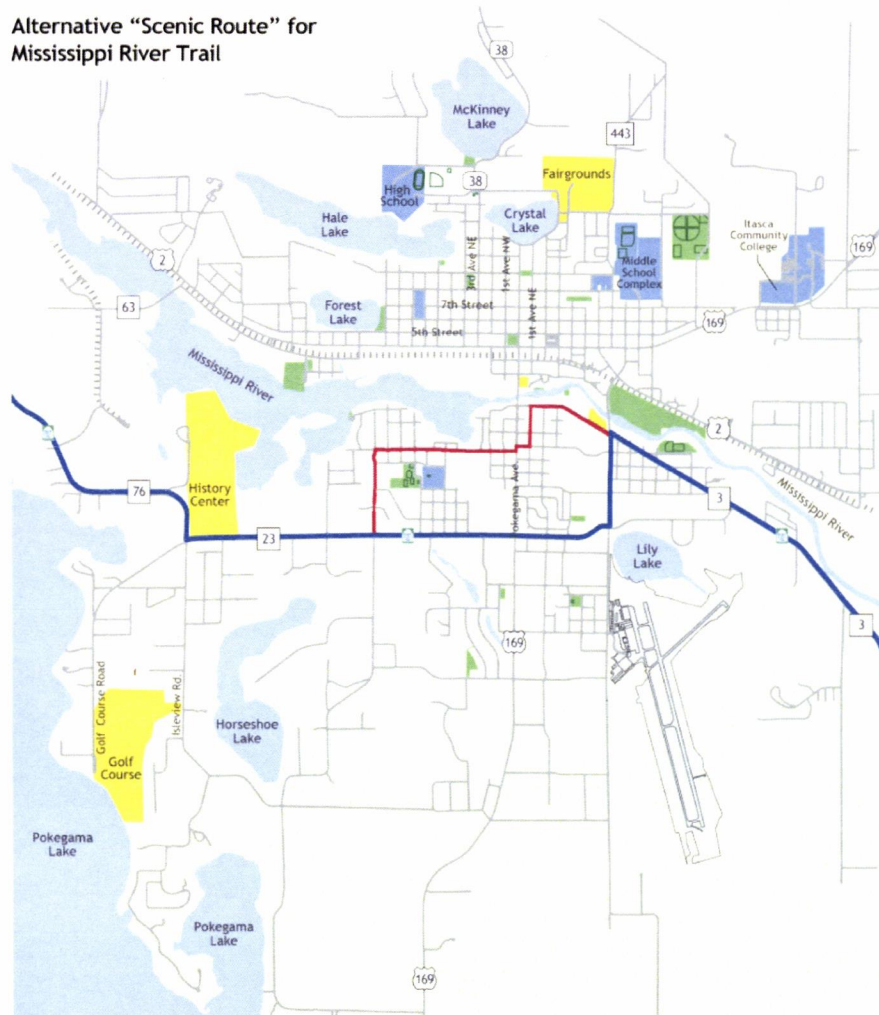 Alternative “Scenic Route” for
Mississippi River Trail
38
McKinney
Lake
443
Fairgrounds
High
School
38
Crystal
Lake
Hale
Lake
Itasca
Community
College
169
2
3rd Ave NE
1st Ave NW
Middle
School
Complex
63
Forest
Lake
7th Street
1st Ave NE
169
5th Street
Mississippi River
2
76
History
Center
Pokegama Ave.
3
Mississippi River
23
Lily
Lake
3
169
Golf Course Road
Isleview Rd.
Horseshoe
Lake
Golf
Course
Pokegama
Lake
Pokegama
Lake
169